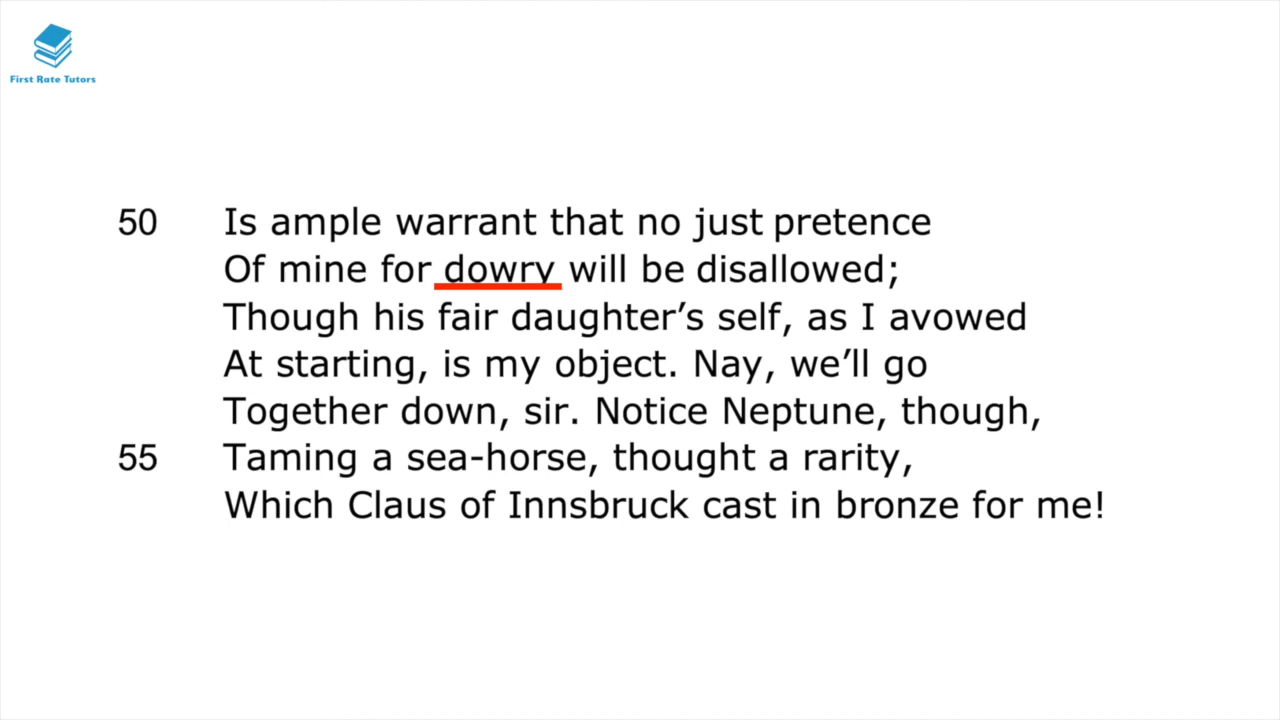 First Rate Tutors
50 Is ample warrant that no just pretence
Of mine for dowry will be disallowed;
Though his fair daughter’s self, as I avowed
At starting, is my object. Nay, we’ll go
Together down, sir. Notice Neptune, though,
55 Taming a sea-horse, thought a rarity,
Which Claus of Innsbruck cast in bronze for me!